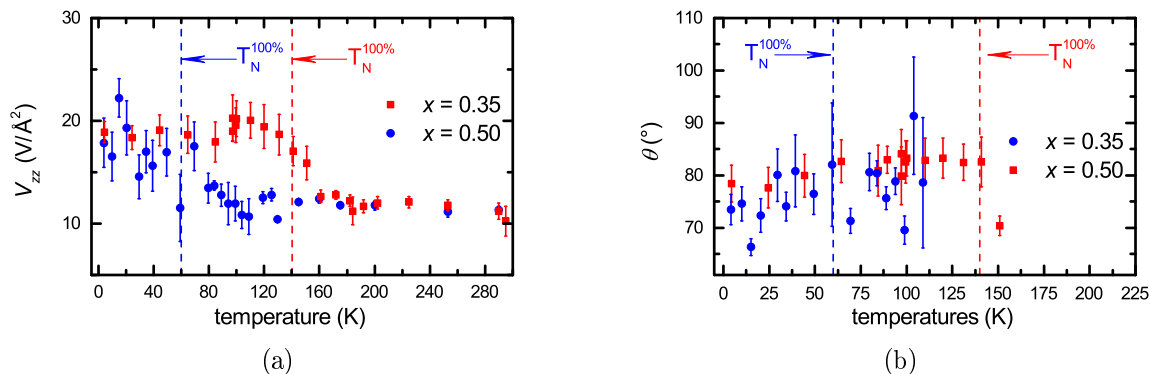 30
20
10
V_zz (V/Å²)
T_N^100%
T_N^100%
x = 0.35
x = 0.50
0 40 80 120 160 200 240 280
temperature (K)
(a)
110
100
90
80
70
60
θ (°)
T_N^100%
T_N^100%
x = 0.35
x = 0.50
0 25 50 75 100 125 150 175 200 225
temperatures (K)
(b)